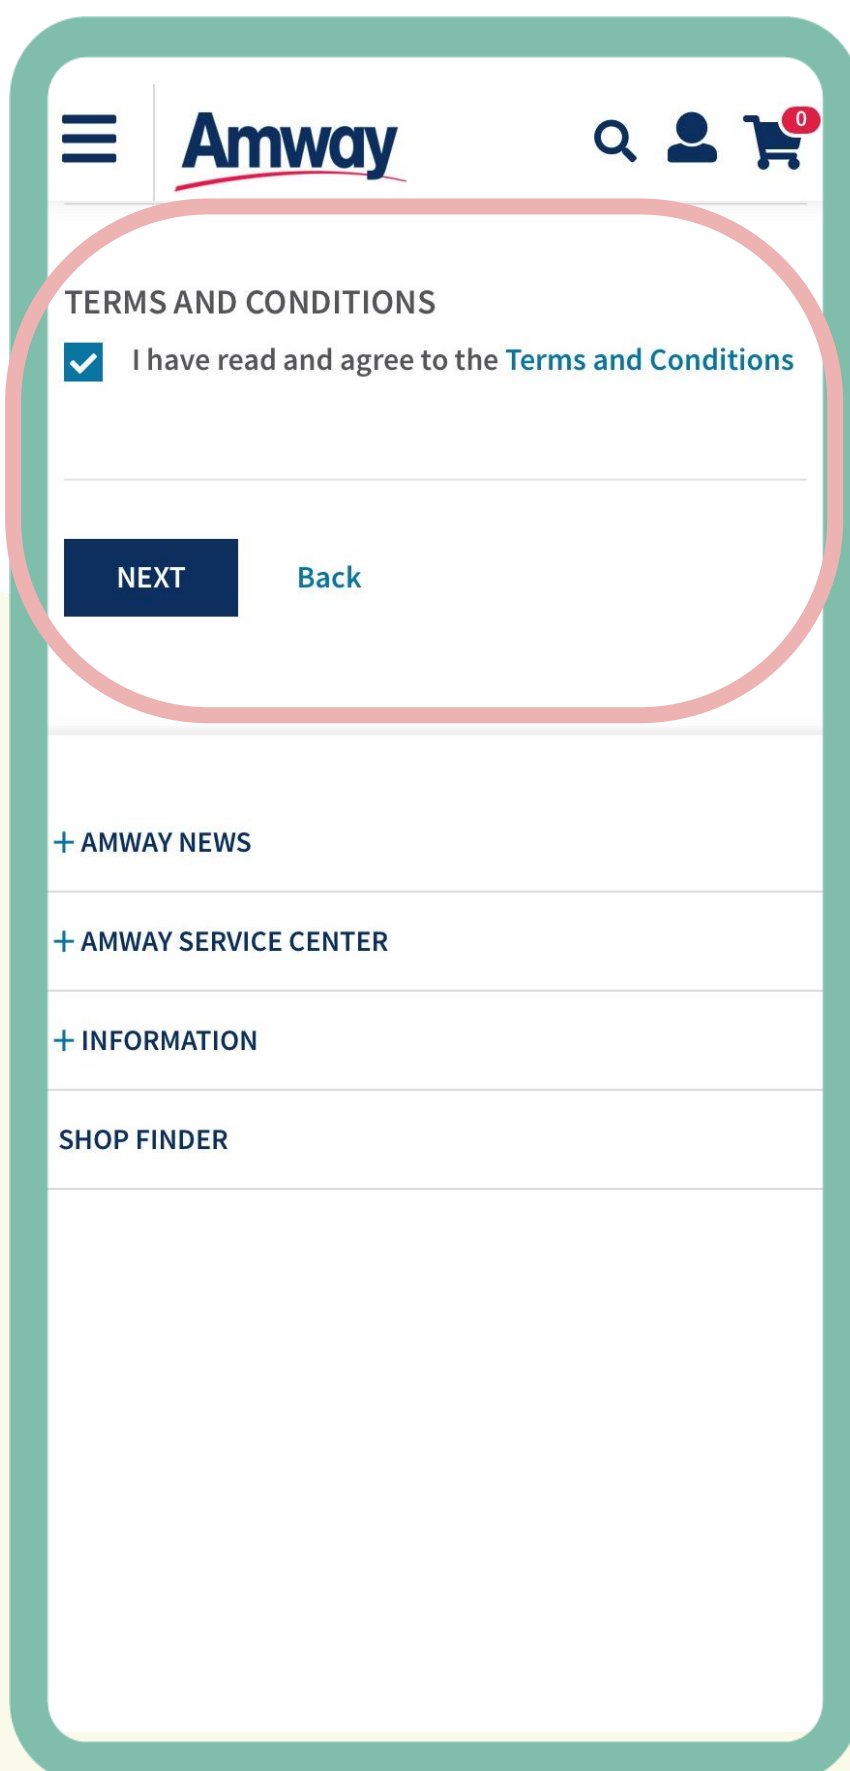 Amway
0
TERMS AND CONDITIONS
I have read and agree to the Terms and Conditions
NEXT
Back
+ AMWAY NEWS
+ AMWAY SERVICE CENTER
+ INFORMATION
SHOP FINDER